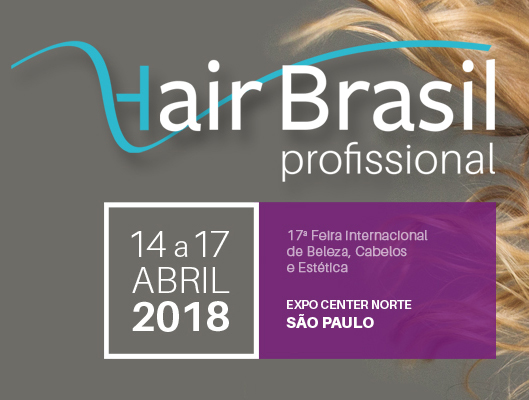 Hair Brasil
profissional
14 a 17
ABRIL
2018
17ª Feira Internacional
de Beleza, Cabelos
e Estética
EXPO CENTER NORTE
SÃO PAULO